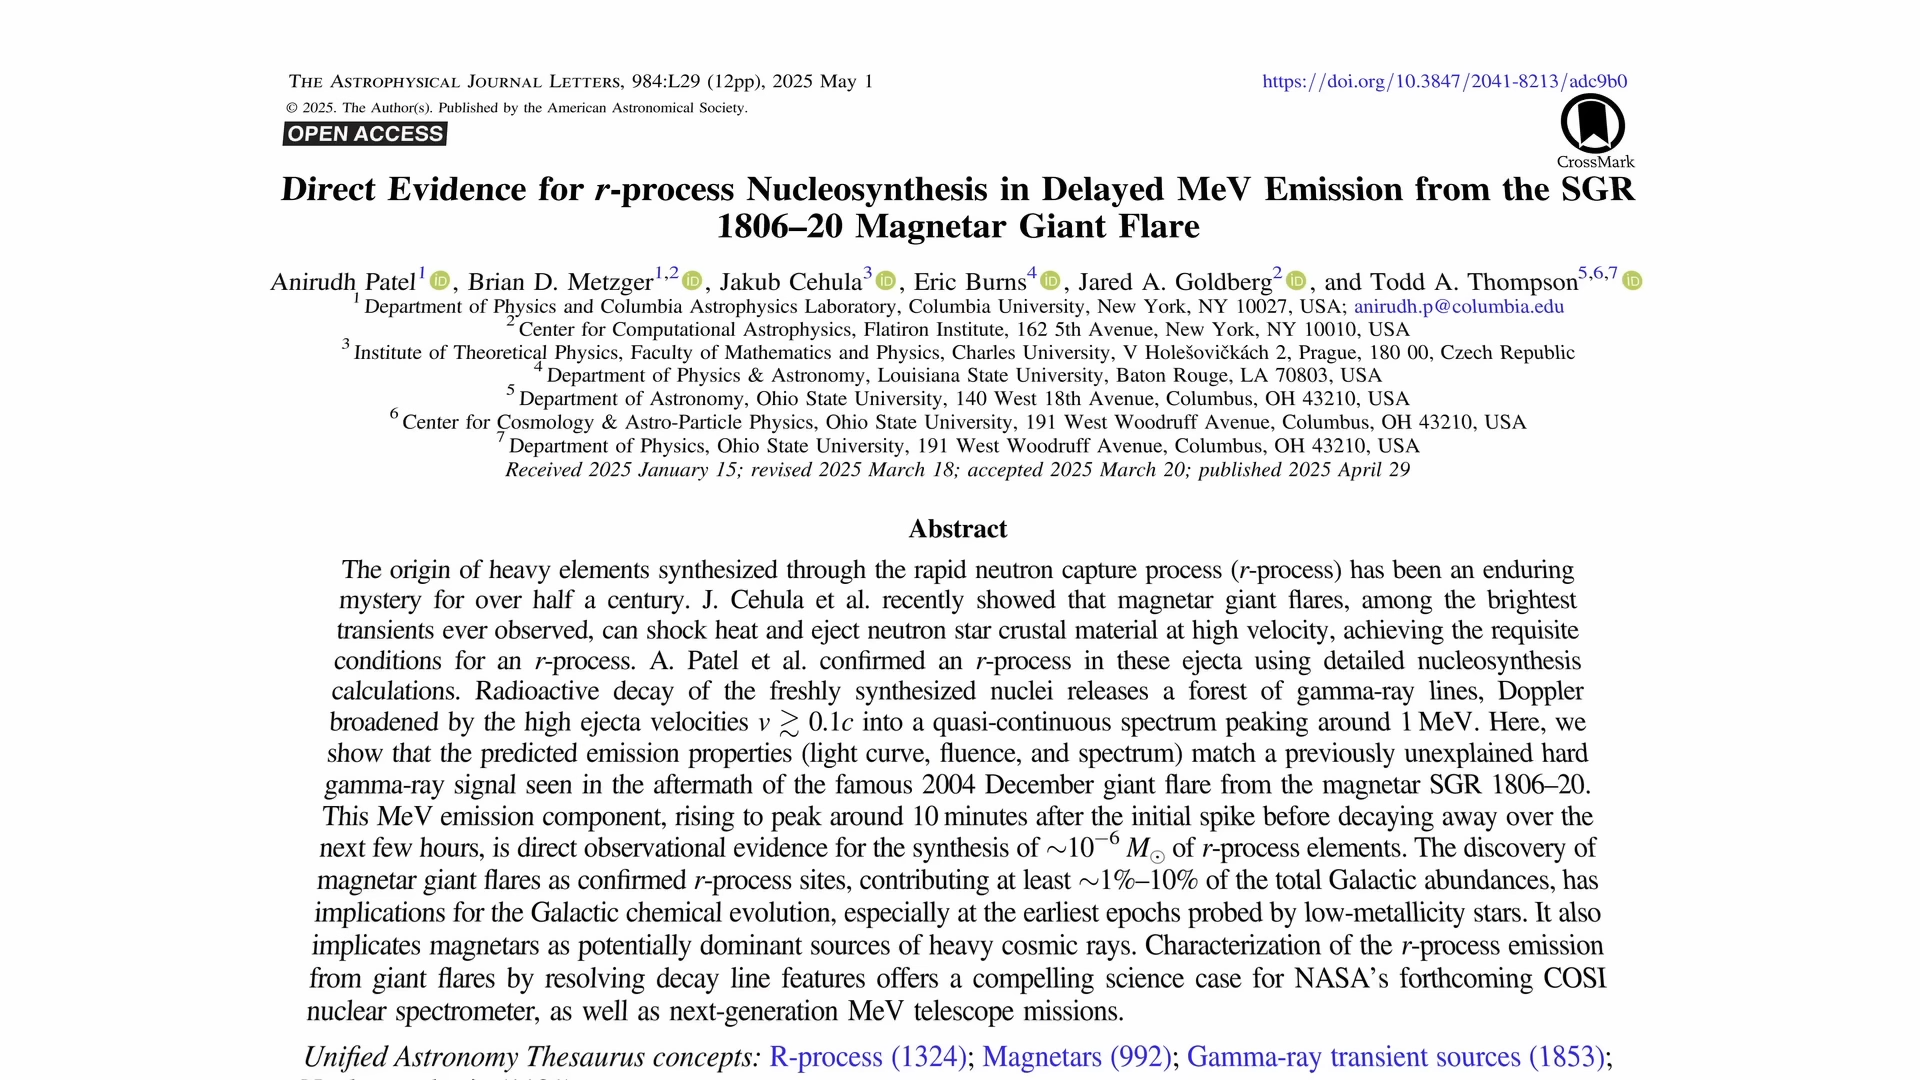 THE ASTROPHYSICAL JOURNAL LETTERS, 984:L29 (12pp), 2025 May 1
https://doi.org/10.3847/2041-8213/adc9b0
© 2025. The Author(s). Published by the American Astronomical Society.
OPEN ACCESS
CrossMark
Direct Evidence for r-process Nucleosynthesis in Delayed MeV Emission from the SGR
1806–20 Magnetar Giant Flare
Anirudh Patel1 iD, Brian D. Metzger1,2 iD, Jakub Cehula3 iD, Eric Burns4 iD, Jared A. Goldberg2 iD, and Todd A. Thompson5,6,7 iD
1 Department of Physics and Columbia Astrophysics Laboratory, Columbia University, New York, NY 10027, USA; anirudh.p@columbia.edu
2 Center for Computational Astrophysics, Flatiron Institute, 162 5th Avenue, New York, NY 10010, USA
3 Institute of Theoretical Physics, Faculty of Mathematics and Physics, Charles University, V Holešovičkách 2, Prague, 180 00, Czech Republic
4 Department of Physics & Astronomy, Louisiana State University, Baton Rouge, LA 70803, USA
5 Department of Astronomy, Ohio State University, 140 West 18th Avenue, Columbus, OH 43210, USA
6 Center for Cosmology & Astro-Particle Physics, Ohio State University, 191 West Woodruff Avenue, Columbus, OH 43210, USA
7 Department of Physics, Ohio State University, 191 West Woodruff Avenue, Columbus, OH 43210, USA
Received 2025 January 15; revised 2025 March 18; accepted 2025 March 20; published 2025 April 29
Abstract
The origin of heavy elements synthesized through the rapid neutron capture process (r-process) has been an enduring
mystery for over half a century. J. Cehula et al. recently showed that magnetar giant flares, among the brightest
transients ever observed, can shock heat and eject neutron star crustal material at high velocity, achieving the requisite
conditions for an r-process. A. Patel et al. confirmed an r-process in these ejecta using detailed nucleosynthesis
calculations. Radioactive decay of the freshly synthesized nuclei releases a forest of gamma-ray lines, Doppler
broadened by the high ejecta velocities v ≳ 0.1c into a quasi-continuous spectrum peaking around 1 MeV. Here, we
show that the predicted emission properties (light curve, fluence, and spectrum) match a previously unexplained hard
gamma-ray signal seen in the aftermath of the famous 2004 December giant flare from the magnetar SGR 1806–20.
This MeV emission component, rising to peak around 10 minutes after the initial spike before decaying away over the
next few hours, is direct observational evidence for the synthesis of ∼10−6 M⊙ of r-process elements. The discovery of
magnetar giant flares as confirmed r-process sites, contributing at least ∼1%–10% of the total Galactic abundances, has
implications for the Galactic chemical evolution, especially at the earliest epochs probed by low-metallicity stars. It also
implicates magnetars as potentially dominant sources of heavy cosmic rays. Characterization of the r-process emission
from giant flares by resolving decay line features offers a compelling science case for NASA's forthcoming COSI
nuclear spectrometer, as well as next-generation MeV telescope missions.
Unified Astronomy Thesaurus concepts: R-process (1324); Magnetars (992); Gamma-ray transient sources (1853);